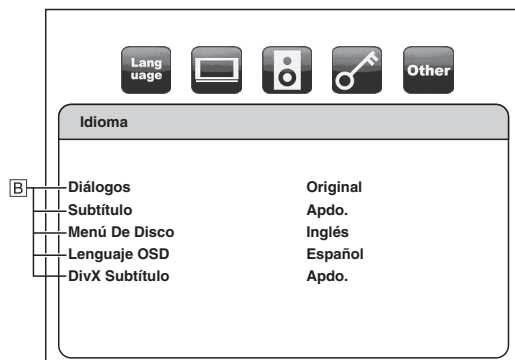 Lang
uage
Other
Idioma
B
Diálogos Original
Subtítulo Apdo.
Menú De Disco Inglés
Lenguaje OSD Español
DivX Subtítulo Apdo.